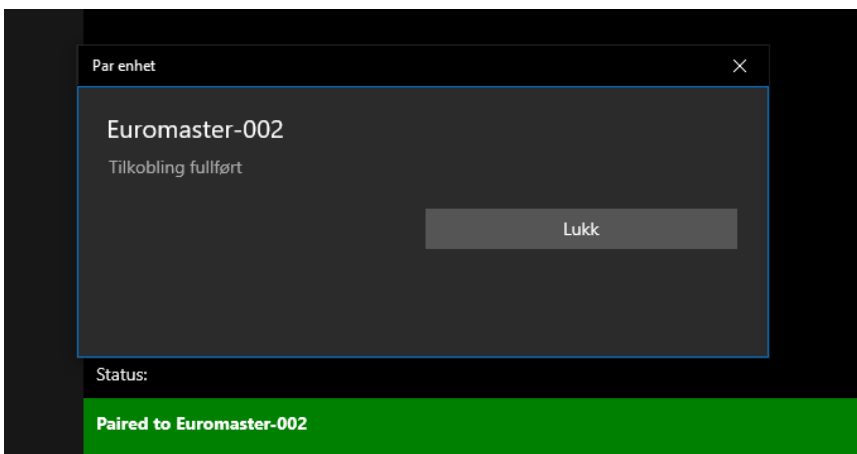 Par enhet
Euromaster-002
Tilkobling fullført
Lukk
Status:
Paired to Euromaster-002